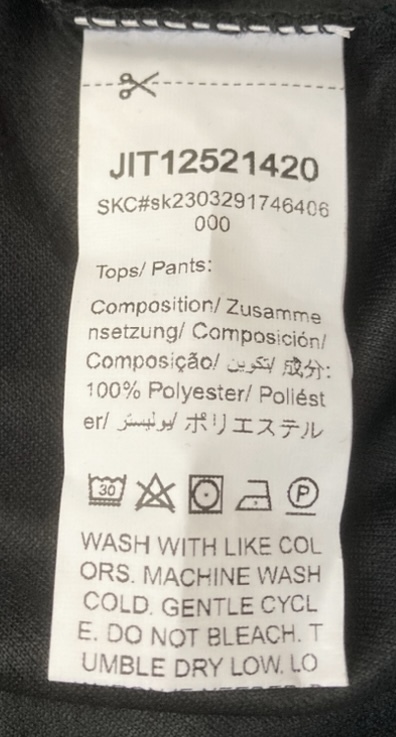 JIT12521420
SKC#sk2303291746406
000
Tops/ Pants:
Composition/ Zusamme
nsetzung/ Composición/
Composição/ تكوين/ 成分:
100% Polyester/ Poliést
er/ بوليستر/ ポリエステル
30
P
WASH WITH LIKE COL
ORS. MACHINE WASH
COLD. GENTLE CYCL
E. DO NOT BLEACH. T
UMBLE DRY LOW. LO